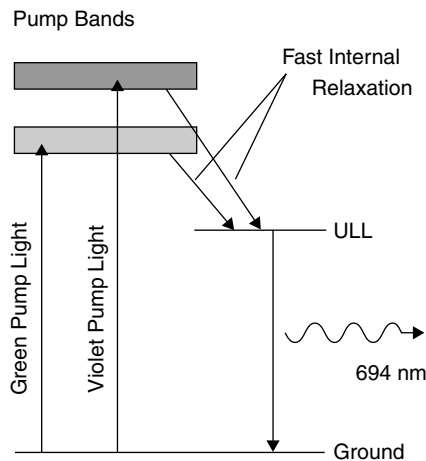 Pump Bands
Fast Internal
Relaxation
Green Pump Light
Violet Pump Light
ULL
694 nm
Ground